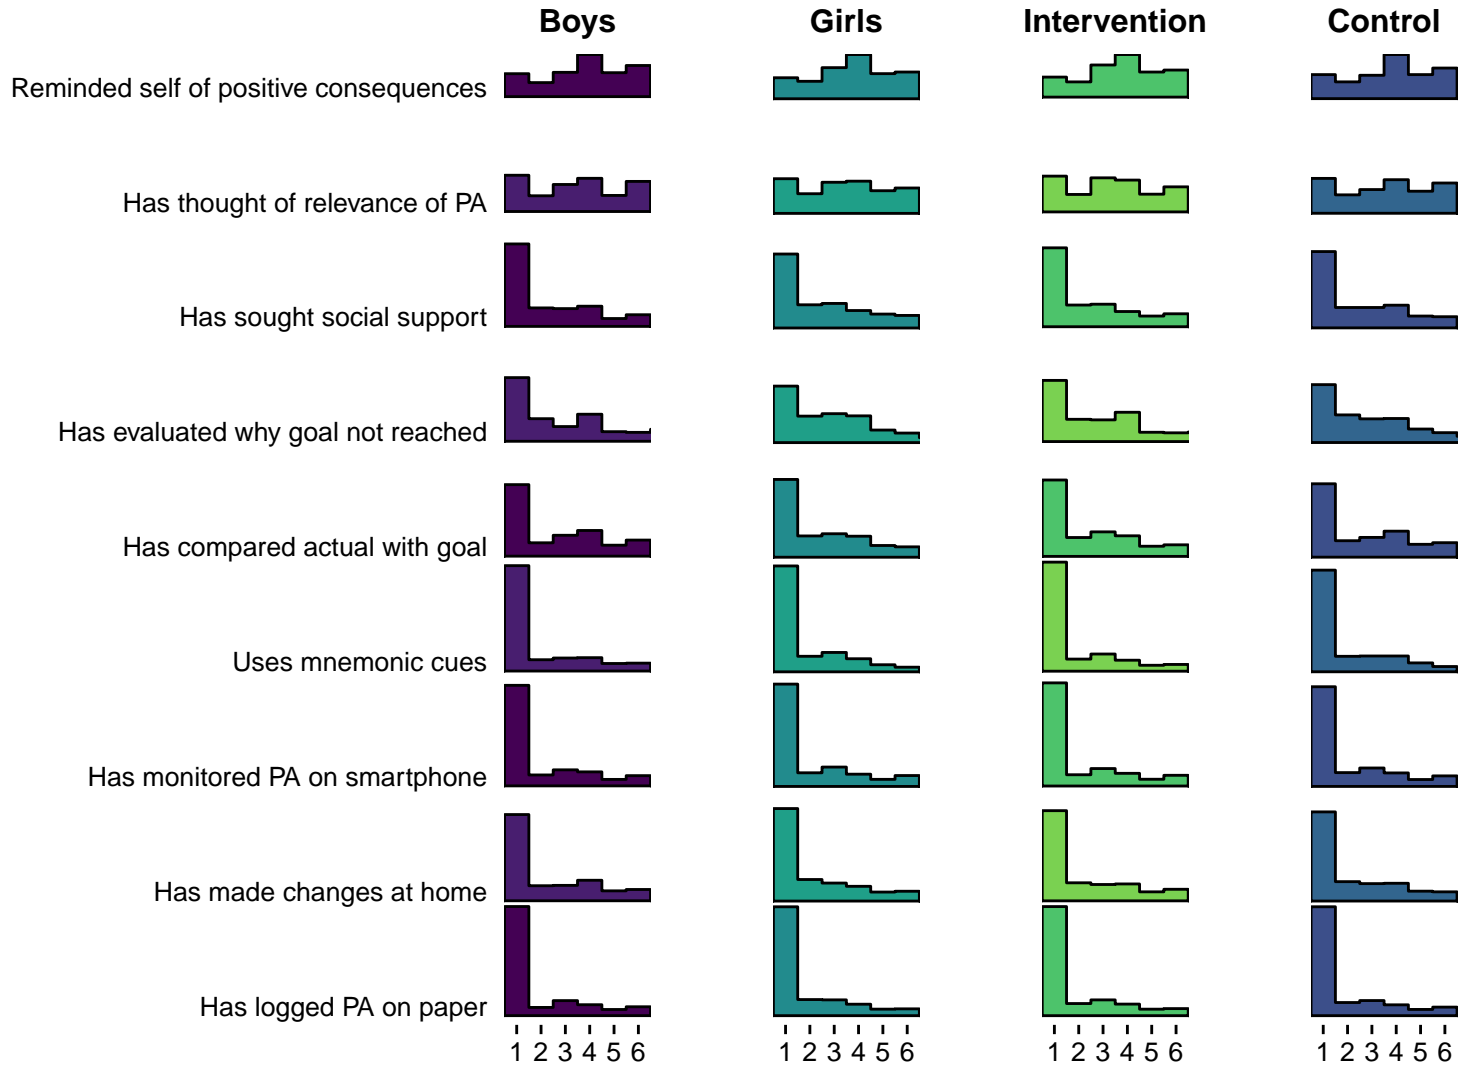 Boys Girls Intervention Control
Reminded self of positive consequences
Has thought of relevance of PA
Has sought social support
Has evaluated why goal not reached
Has compared actual with goal
Uses mnemonic cues
Has monitored PA on smartphone
Has made changes at home
Has logged PA on paper
1 2 3 4 5 6 1 2 3 4 5 6 1 2 3 4 5 6 1 2 3 4 5 6